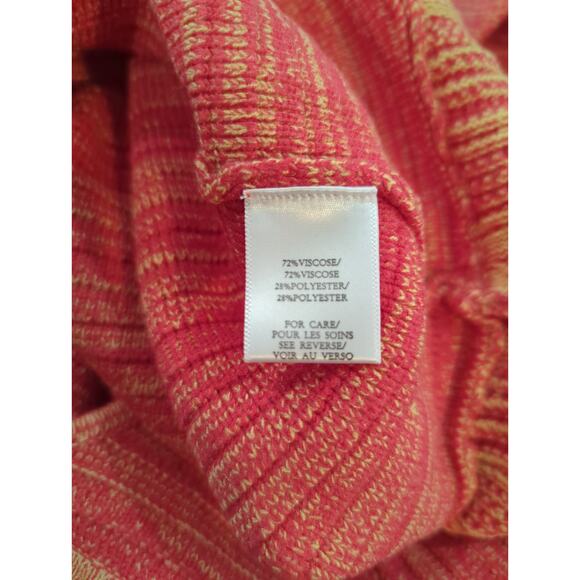 72%VISCOSE/
72%VISCOSE
28%POLYESTER/
28%POLYESTER
FOR CARE/
POUR LES SOINS
SEE REVERSE/
VOIR AU VERSO